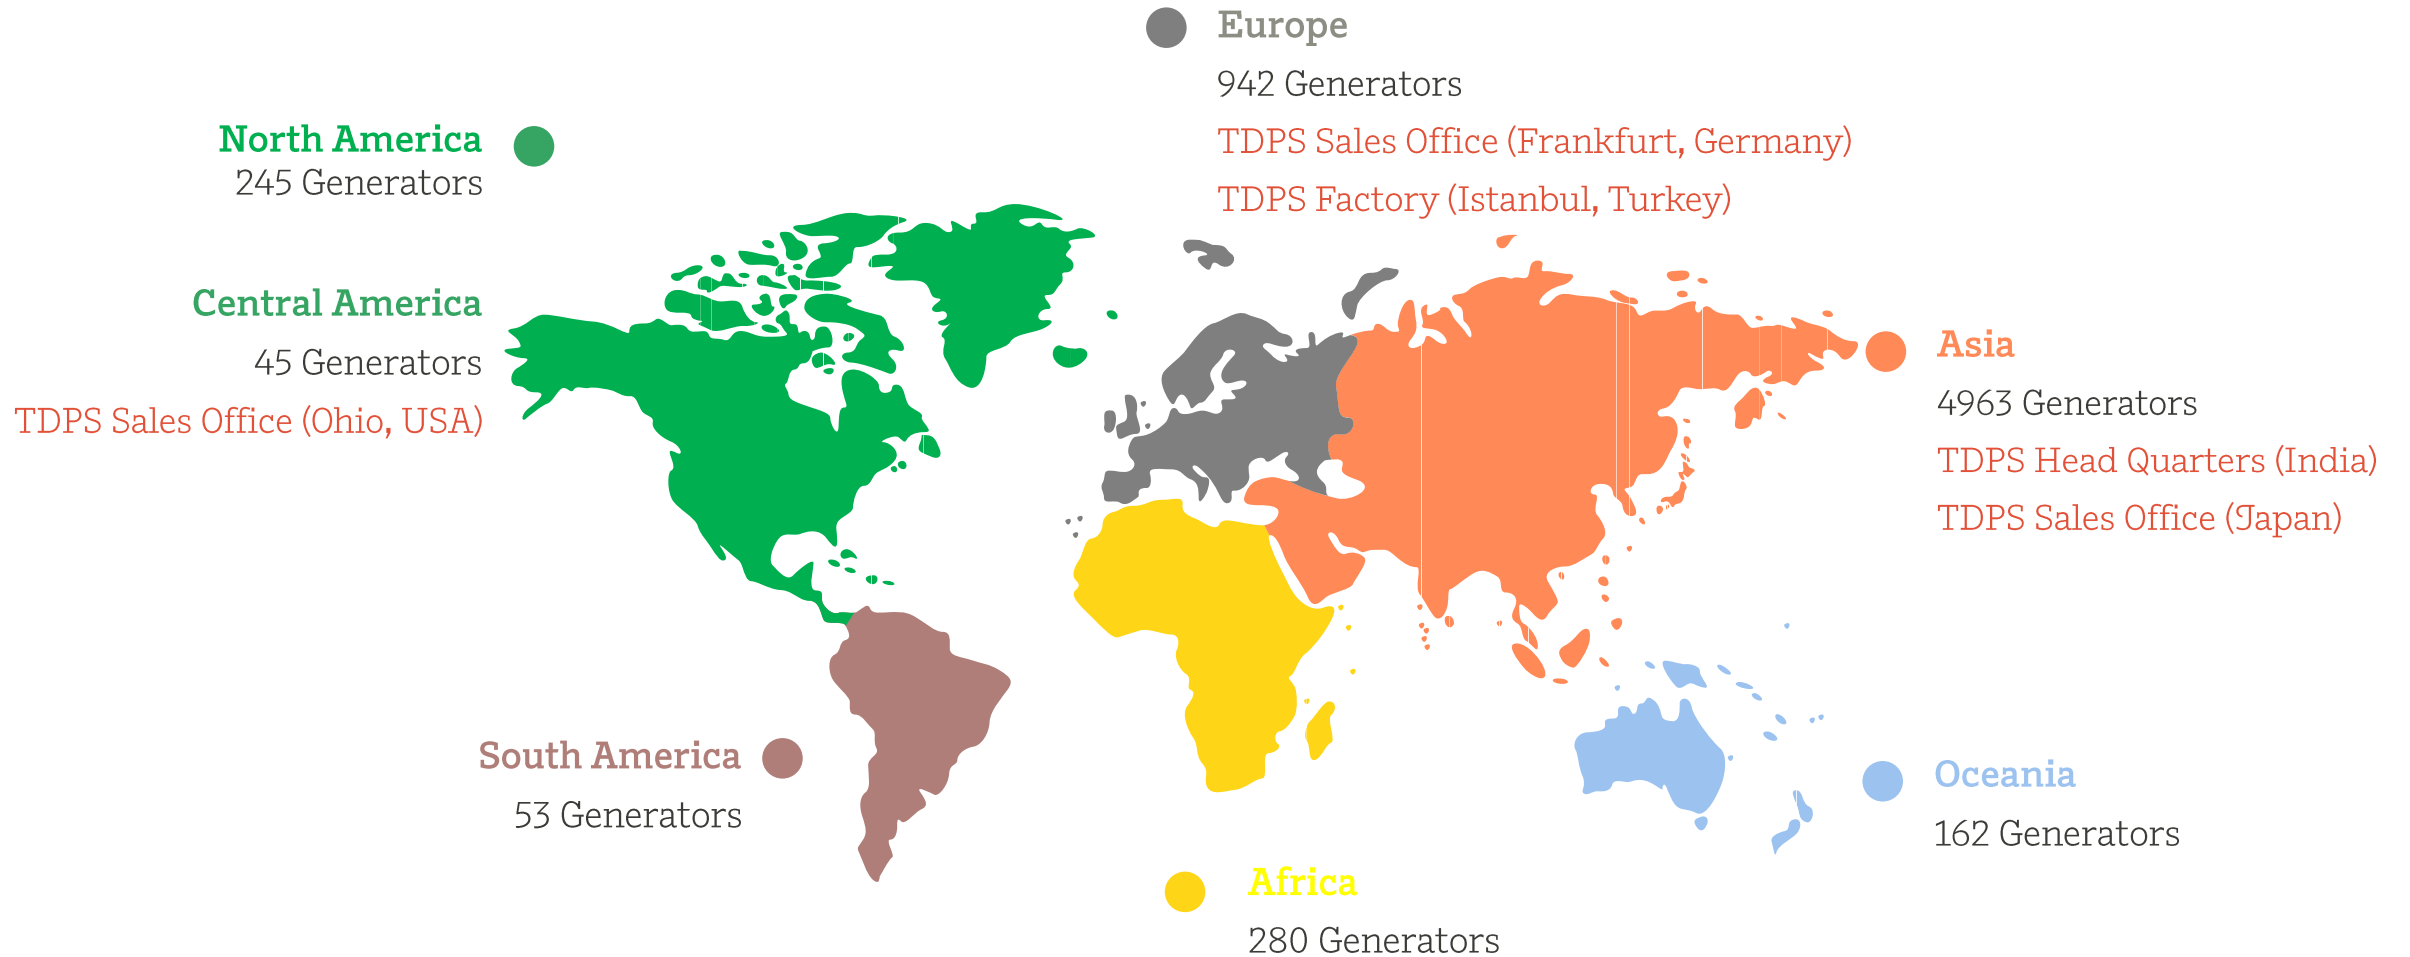 Europe
942 Generators
TDPS Sales Office (Frankfurt, Germany)
TDPS Factory (Istanbul, Turkey)
North America
245 Generators
Central America
45 Generators
TDPS Sales Office (Ohio, USA)
Asia
4963 Generators
TDPS Head Quarters (India)
TDPS Sales Office (Japan)
South America
53 Generators
Oceania
162 Generators
Africa
280 Generators